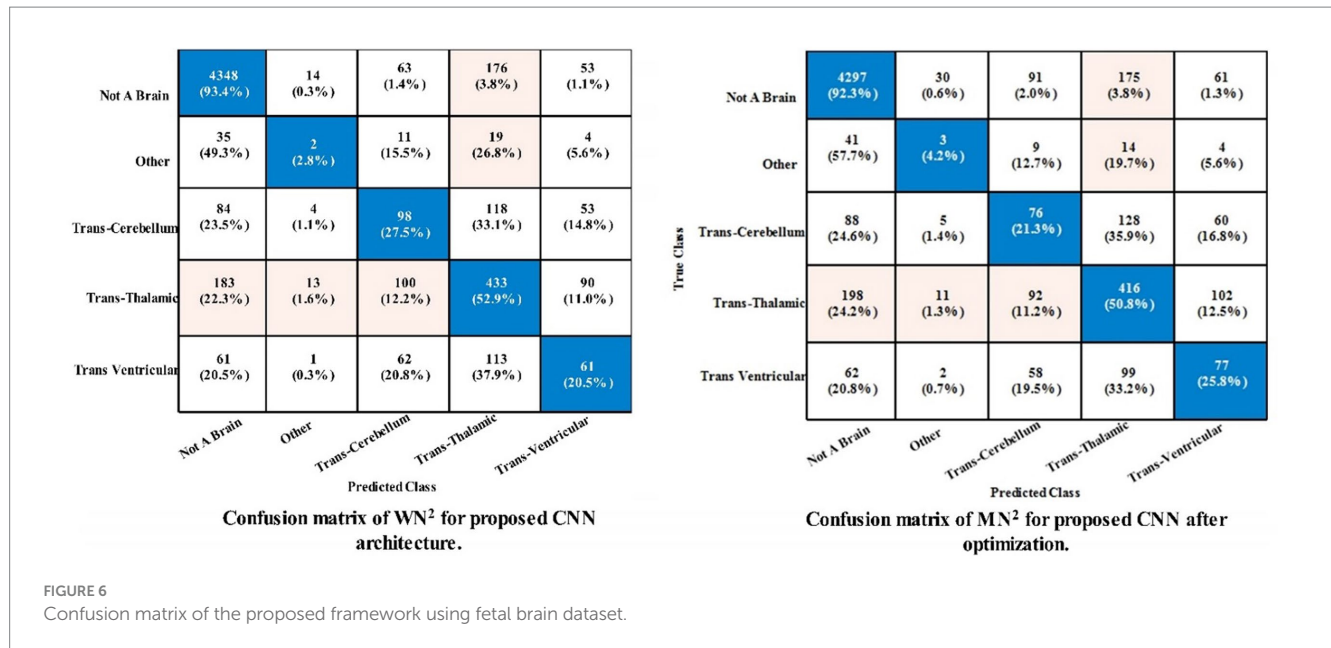 Not A Brain
4348 14 63 176 53
(93.4%) (0.3%) (1.4%) (3.8%) (1.1%)
Other
35 2 11 19 4
(49.3%) (2.8%) (15.5%) (26.8%) (5.6%)
Trans-Cerebellum
84 4 98 118 53
(23.5%) (1.1%) (27.5%) (33.1%) (14.8%)
Trans-Thalamic
183 13 100 433 90
(22.3%) (1.6%) (12.2%) (52.9%) (11.0%)
Trans Ventricular
61 1 62 113 61
(20.5%) (0.3%) (20.8%) (37.9%) (20.5%)
Not A Brain
Other
Trans-Cerebellum
Trans-Thalamic
Trans-Ventricular
Predicted Class
Confusion matrix of WN² for proposed CNN
architecture.
True Class
Not A Brain
4297 30 91 175 61
(92.3%) (0.6%) (2.0%) (3.8%) (1.3%)
Other
41 3 9 14 4
(57.7%) (4.2%) (12.7%) (19.7%) (5.6%)
Trans-Cerebellum
88 5 76 128 60
(24.6%) (1.4%) (21.3%) (35.9%) (16.8%)
Trans-Thalamic
198 11 92 416 102
(24.2%) (1.3%) (11.2%) (50.8%) (12.5%)
Trans Ventricular
62 2 58 99 77
(20.8%) (0.7%) (19.5%) (33.2%) (25.8%)
Not A Brain
Other
Trans-Cerebellum
Trans-Thalamic
Trans-Ventricular
Predicted Class
Confusion matrix of MN² for proposed CNN after
optimization.
FIGURE 6
Confusion matrix of the proposed framework using fetal brain dataset.